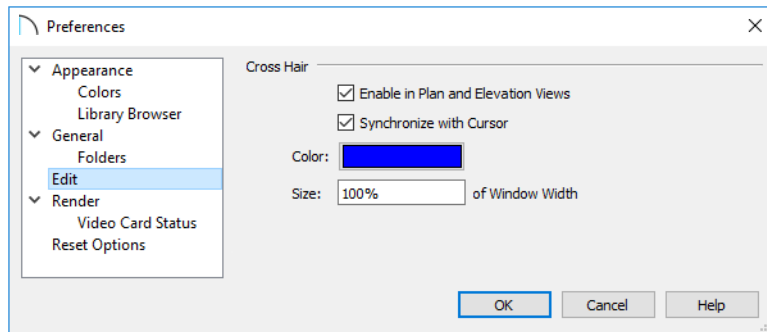 Preferences
Appearance
Colors
Library Browser
General
Folders
Edit
Render
Video Card Status
Reset Options
Cross Hair
Enable in Plan and Elevation Views
Synchronize with Cursor
Color:
Size: 100% of Window Width
OK Cancel Help